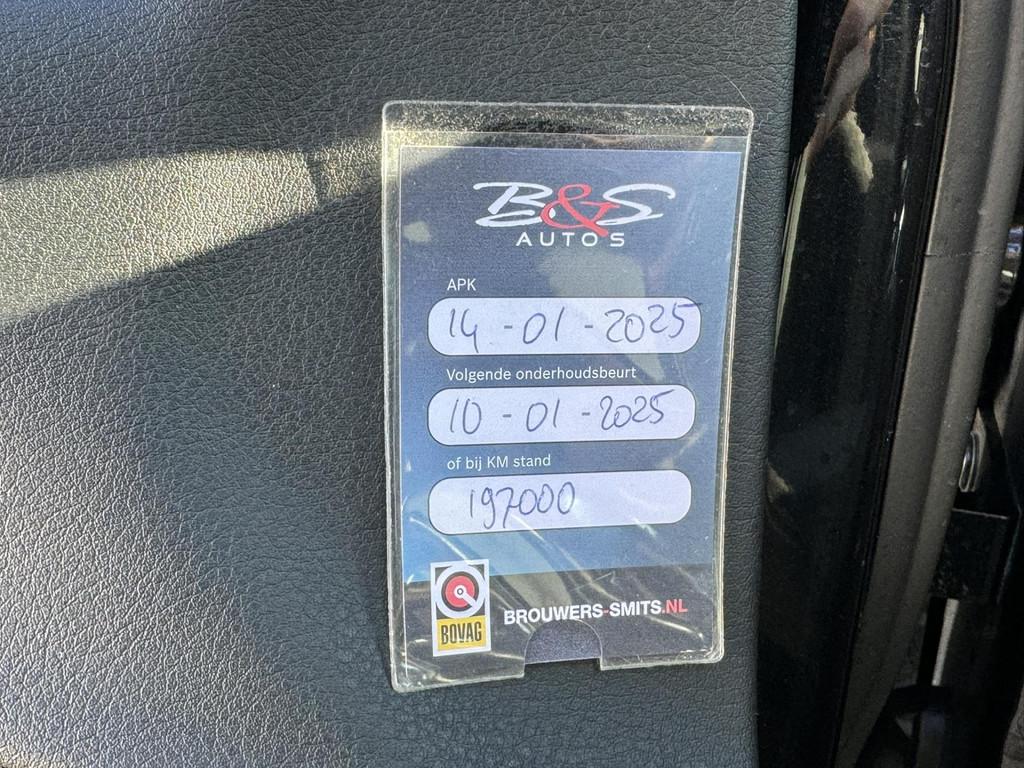 B&S
AUTOS
APK
14 - 01 - 2025
Volgende onderhoudsbeurt
10 - 01 - 2025
of bij KM stand
197000
BOVAG
BROUWERS-SMITS.NL